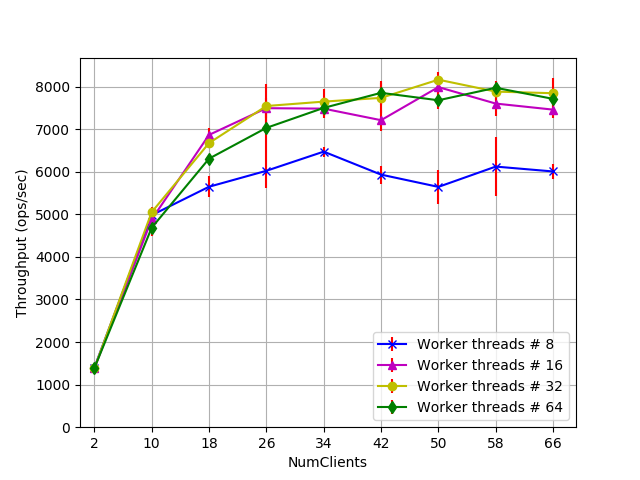 8000
7000
6000
5000
4000
3000
2000
1000
0
Throughput (ops/sec)
Worker threads # 8
Worker threads # 16
Worker threads # 32
Worker threads # 64
2 10 18 26 34 42 50 58 66
NumClients